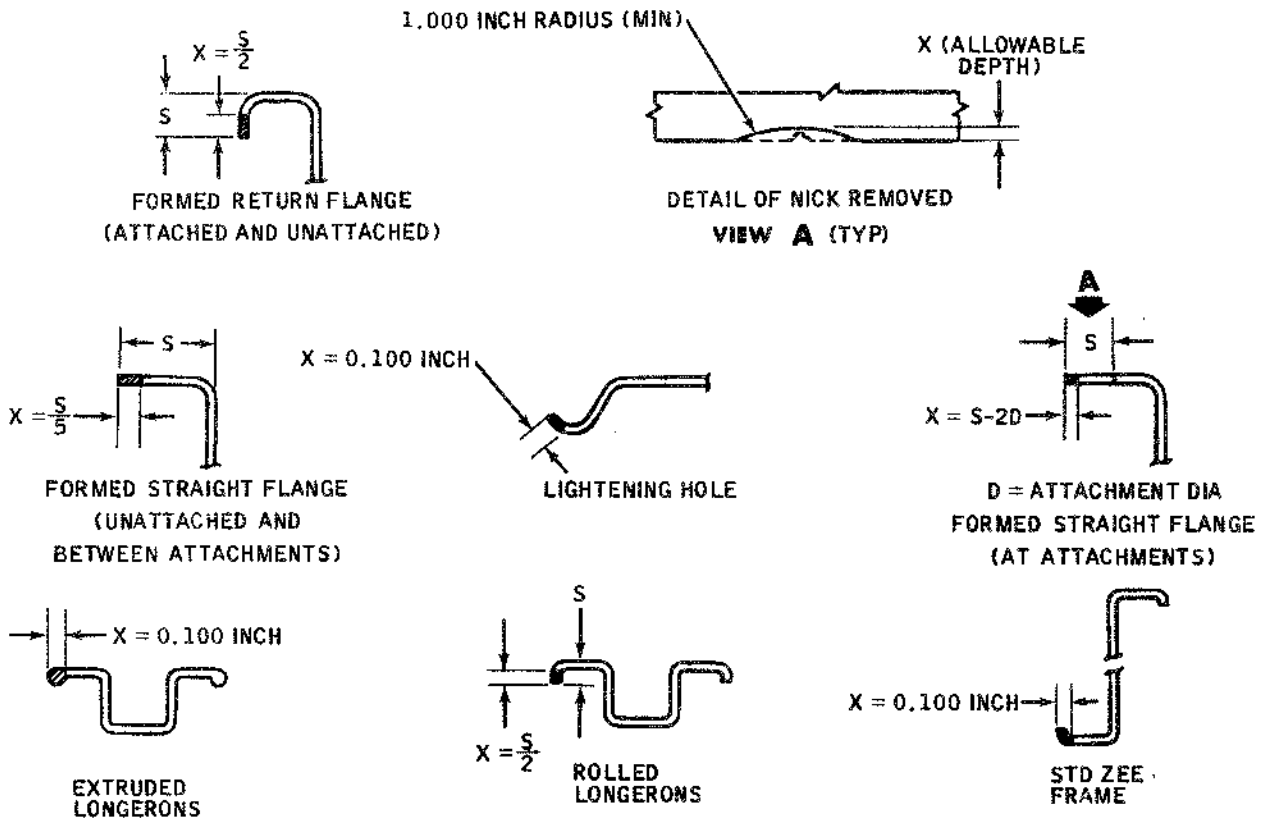 1.000 INCH RADIUS (MIN)
X = S/2
S
X (ALLOWABLE
DEPTH)
FORMED RETURN FLANGE
(ATTACHED AND UNATTACHED)
DETAIL OF NICK REMOVED
VIEW A (TYP)
S
X = S/5
FORMED STRAIGHT FLANGE
(UNATTACHED AND
BETWEEN ATTACHMENTS)
X = 0.100 INCH
LIGHTENING HOLE
A
S
X = S-2D
D = ATTACHMENT DIA
FORMED STRAIGHT FLANGE
(AT ATTACHMENTS)
X = 0.100 INCH
EXTRUDED
LONGERONS
S
X = S/2
ROLLED
LONGERONS
X = 0.100 INCH
STD ZEE
FRAME